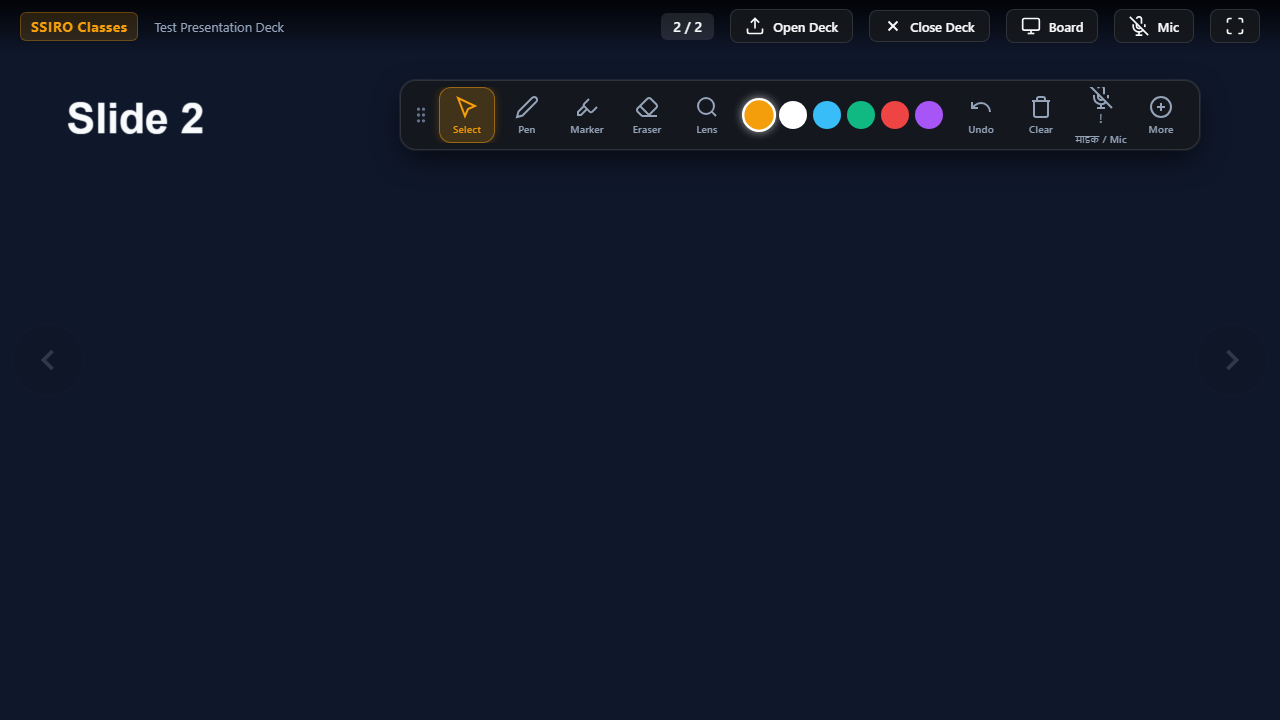 SSIRO Classes
Test Presentation Deck
2 / 2
Open Deck
Close Deck
Board
Mic
Slide 2
Select
Pen
Marker
Eraser
Lens
Undo
Clear
!
माइक / Mic
More